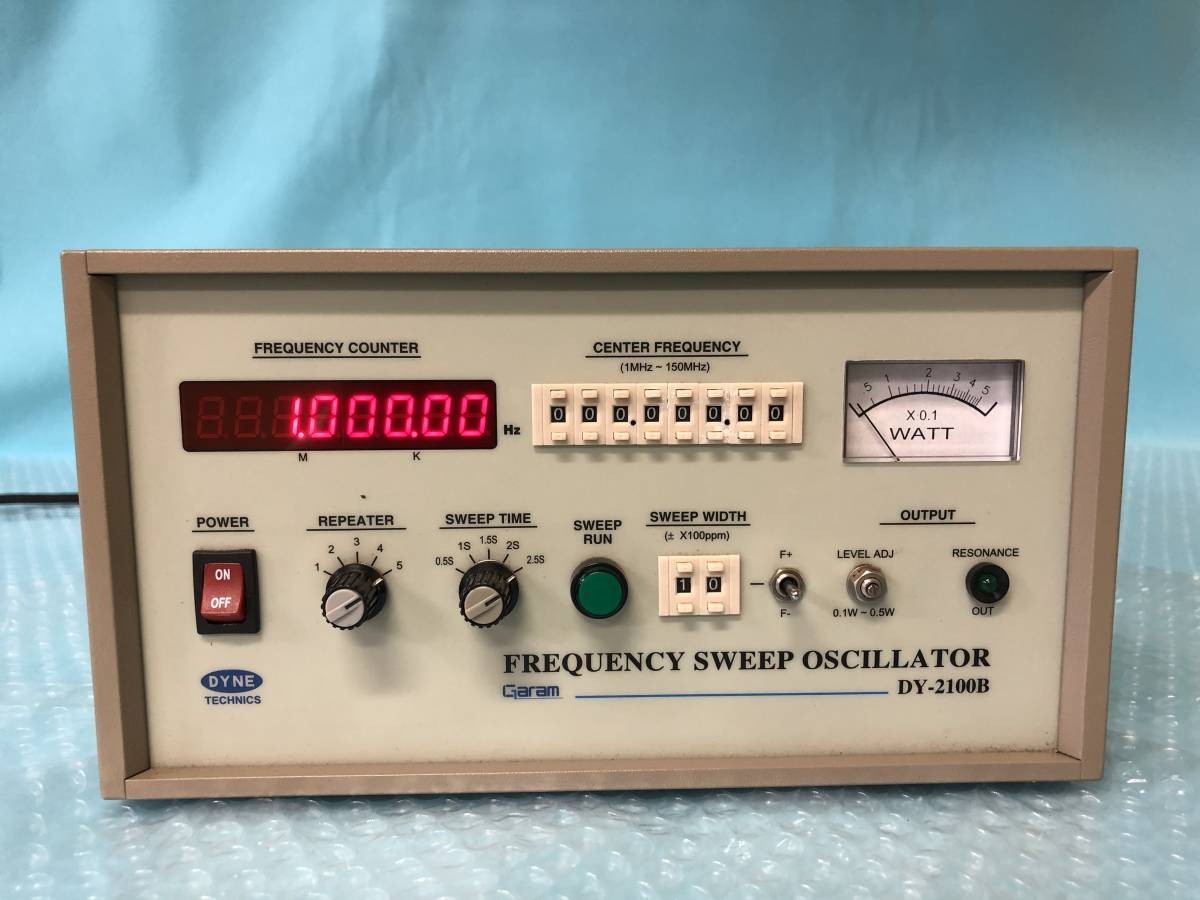 FREQUENCY COUNTER
1.000.00 Hz
M K
CENTER FREQUENCY
(1MHz ~ 150MHz)
0 0 0.0 0 0.0 0
5 1 2 3 4 5
X 0.1
WATT
POWER
ON
OFF
REPEATER
1 2 3 4 5
SWEEP TIME
0.5S 1S 1.5S 2S 2.5S
SWEEP
RUN
SWEEP WIDTH
(± X100ppm)
1 0
F+
F-
OUTPUT
LEVEL ADJ
0.1W ~ 0.5W
RESONANCE
OUT
DYNE
TECHNICS
FREQUENCY SWEEP OSCILLATOR
Garam
DY-2100B